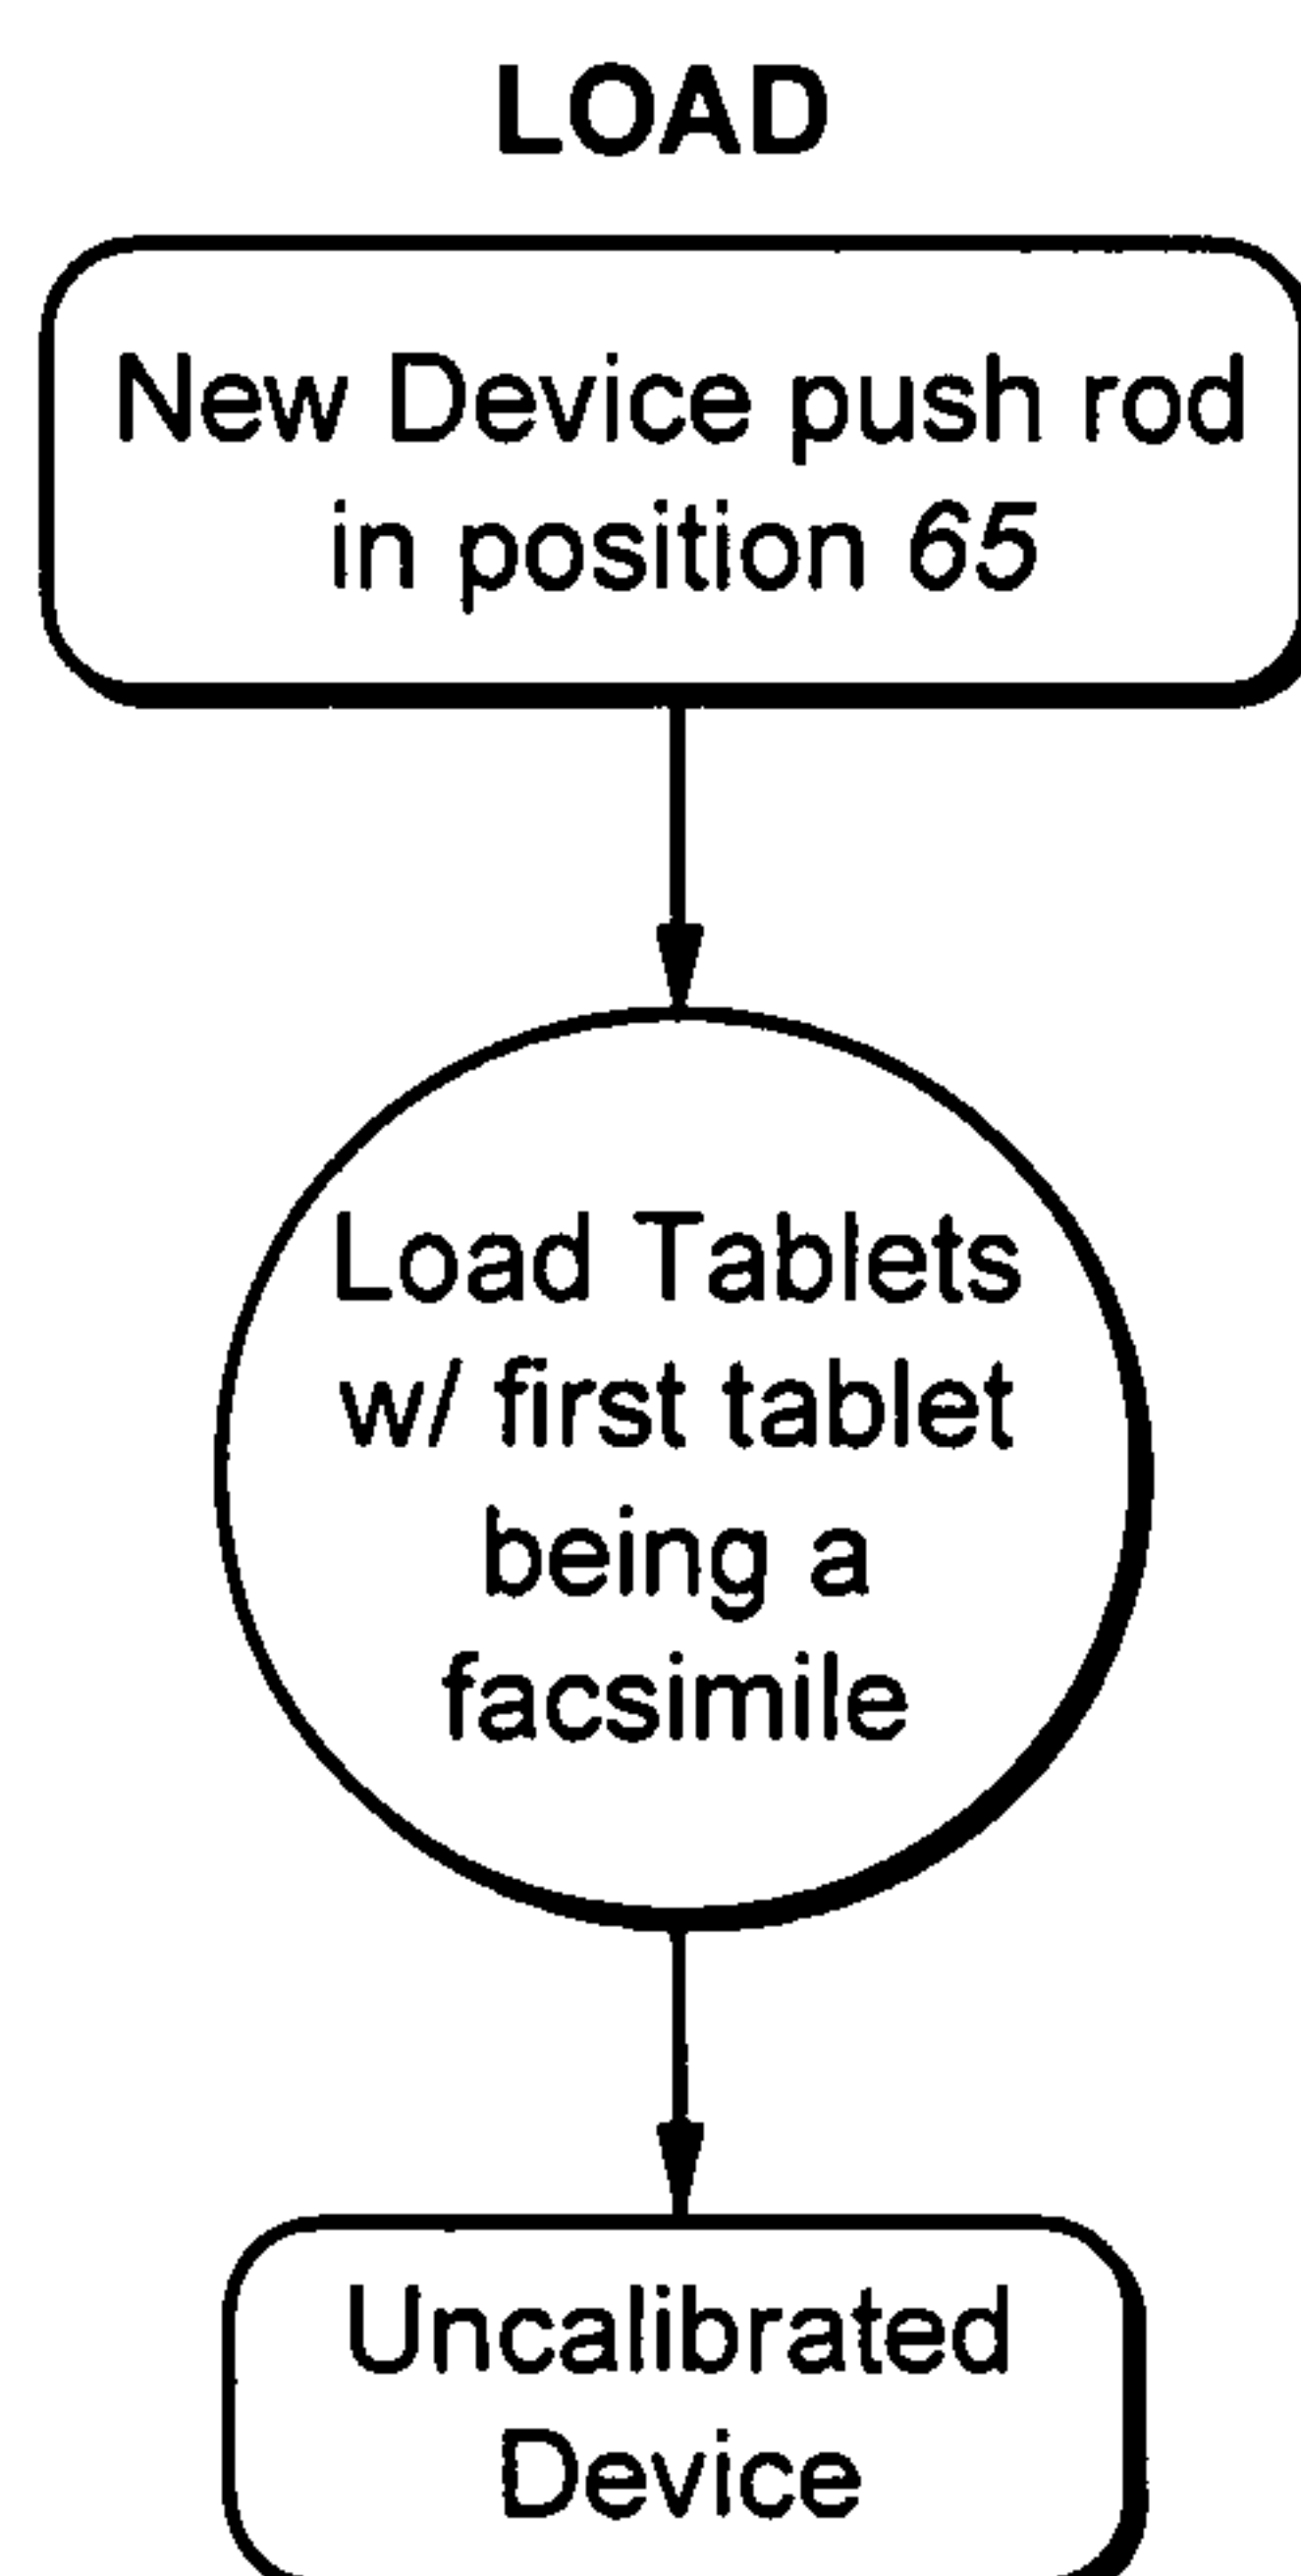 LOAD
New Device push rod
in position 65
Load Tablets
w/ first tablet
being a
facsimile
Uncalibrated
Device